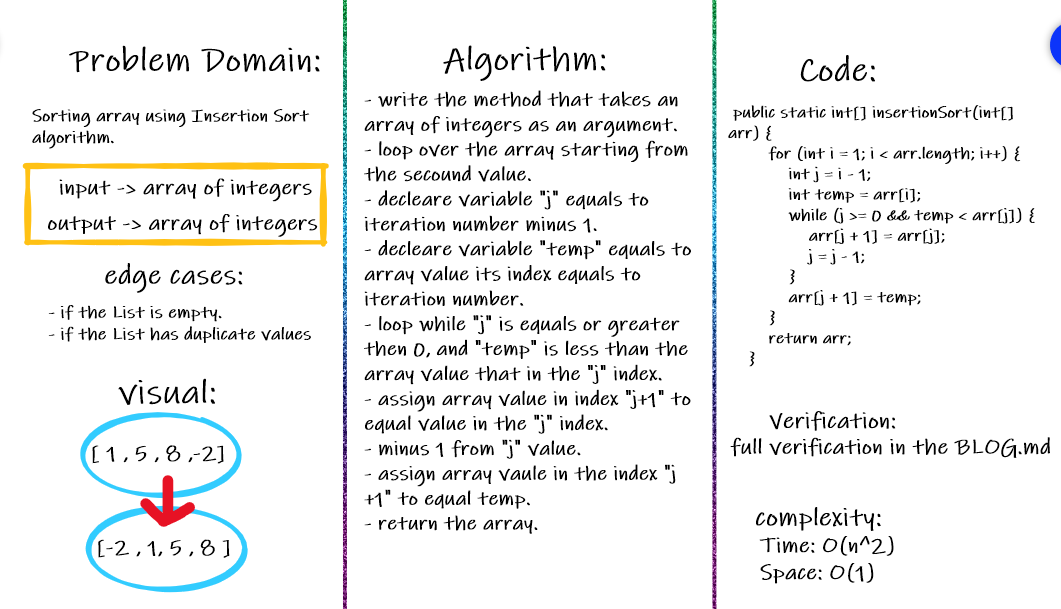 Problem Domain:
Sorting array using Insertion Sort
algorithm.
input -> array of integers
output -> array of integers
edge cases:
- if the List is empty.
- if the List has duplicate values
visual:
[ 1 , 5 , 8 ,-2]
[-2 , 1, 5 , 8 ]
Algorithm:
- write the method that takes an
array of integers as an argument.
- loop over the array starting from
the secound value.
- decleare variable "j" equals to
iteration number minus 1.
- decleare variable "temp" equals to
array value its index equals to
iteration number.
- loop while "j" is equals or greater
then 0, and "temp" is less than the
array value that in the "j" index.
- assign array value in index "j+1" to
equal value in the "j" index.
- minus 1 from "j" value.
- assign array vaule in the index "j
+1" to equal temp.
- return the array.
Code:
public static int[] insertionSort(int[]
arr) {
for (int i = 1; i < arr.length; i++) {
int j = i - 1;
int temp = arr[i];
while (j >= 0 && temp < arr[j]) {
arr[j + 1] = arr[j];
j = j - 1;
}
arr[j + 1] = temp;
}
return arr;
}
Verification:
full verification in the BLOG.md
complexity:
Time: O(n^2)
Space: O(1)